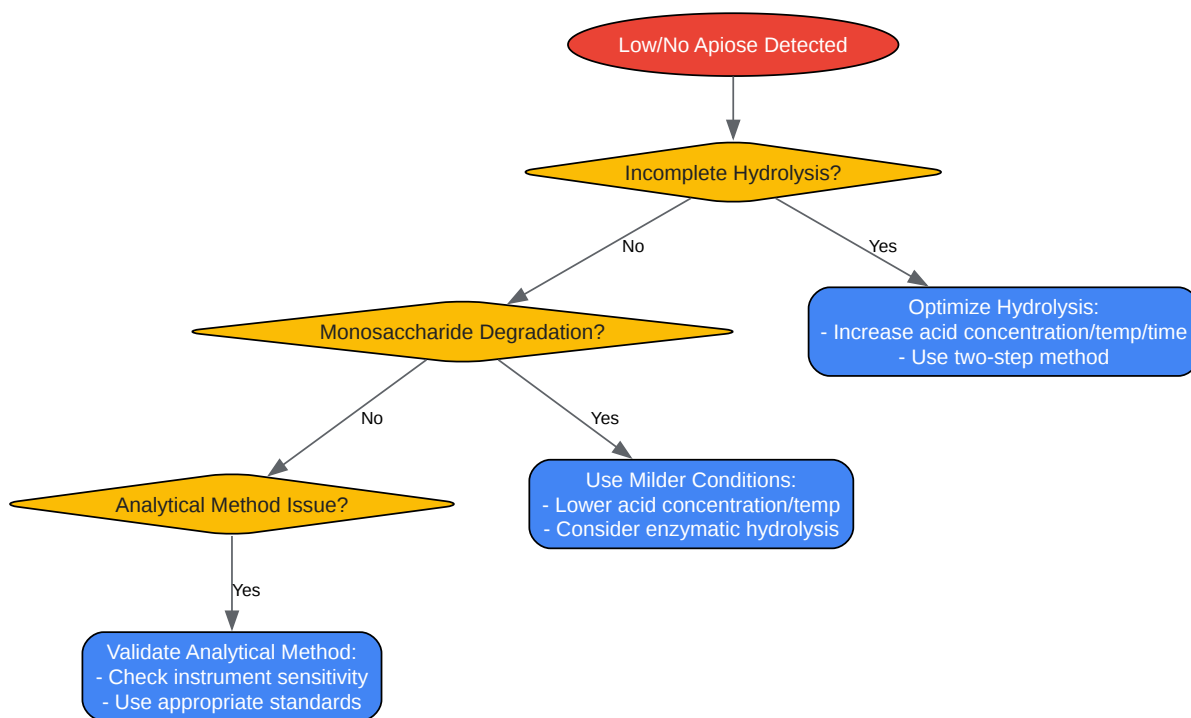 Low/No Apiose Detected
Incomplete Hydrolysis?
No
Yes
Optimize Hydrolysis:
- Increase acid concentration/temp/time
- Use two-step method
Monosaccharide Degradation?
No
Yes
Use Milder Conditions:
- Lower acid concentration/temp
- Consider enzymatic hydrolysis
Analytical Method Issue?
Yes
Validate Analytical Method:
- Check instrument sensitivity
- Use appropriate standards